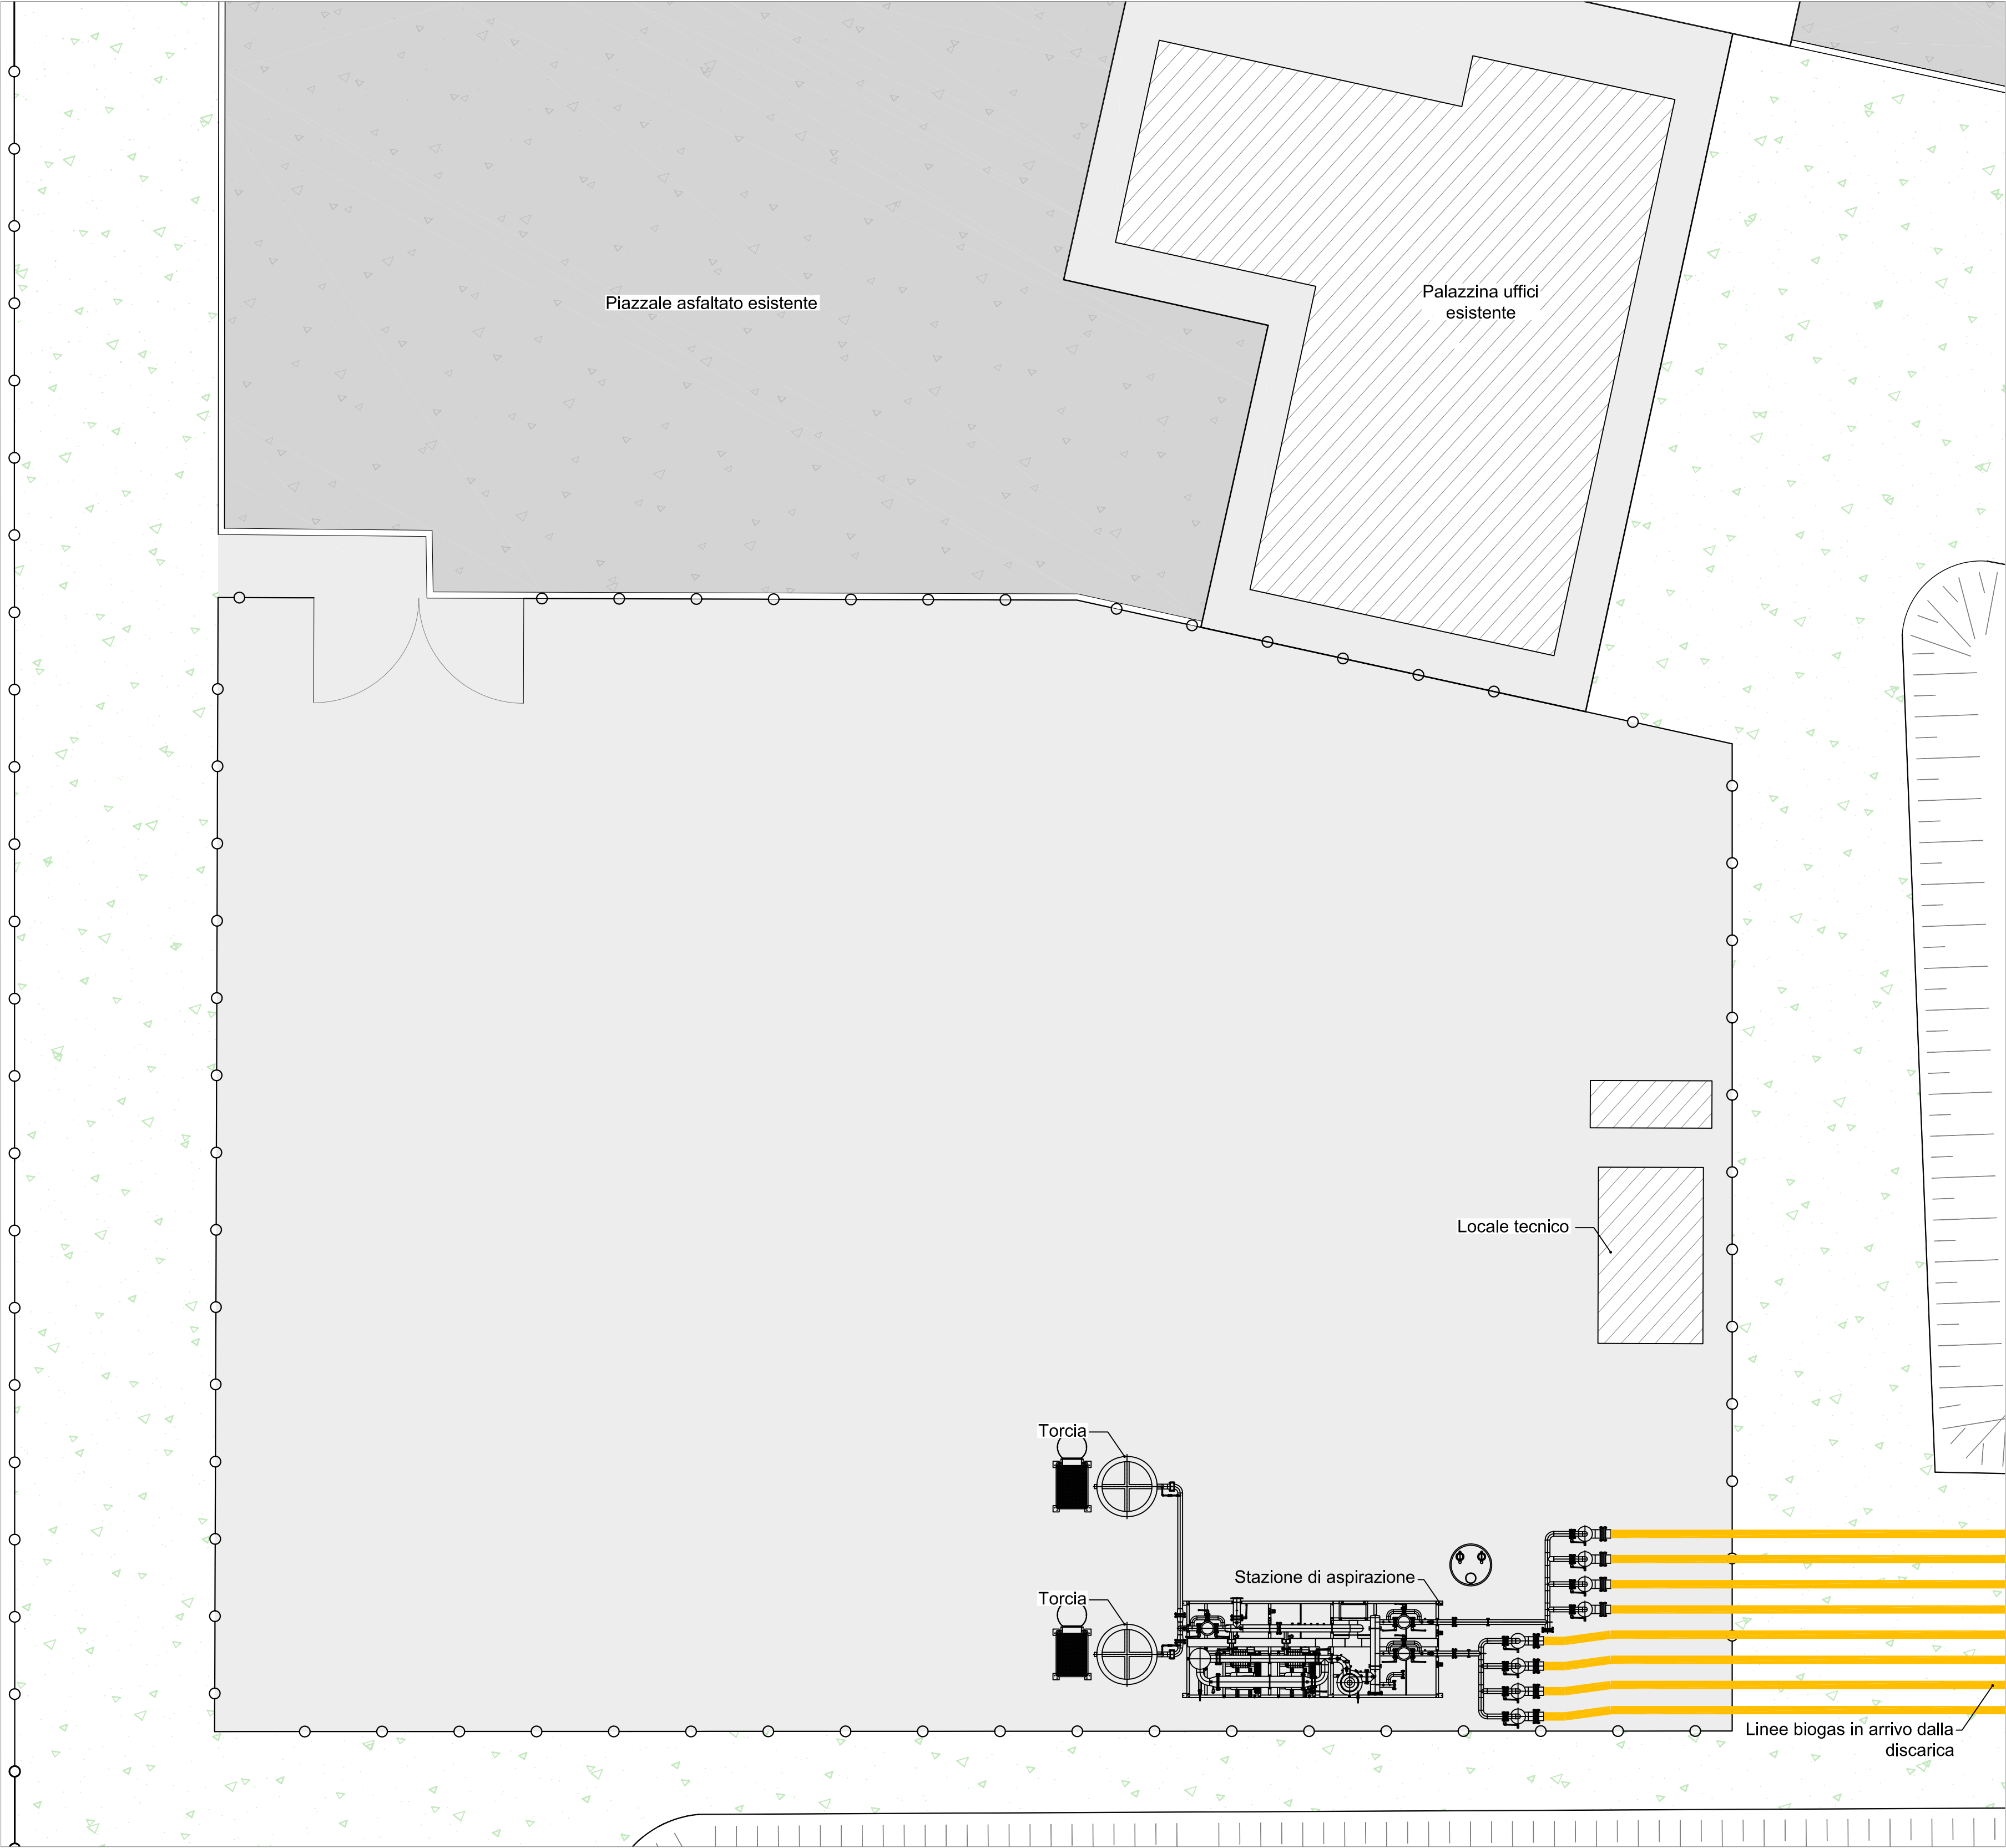 Piazzale asfaltato esistente
Palazzina uffici
esistente
Locale tecnico
Torcia
Stazione di aspirazione
Torcia
Linee biogas in arrivo dalla
discarica